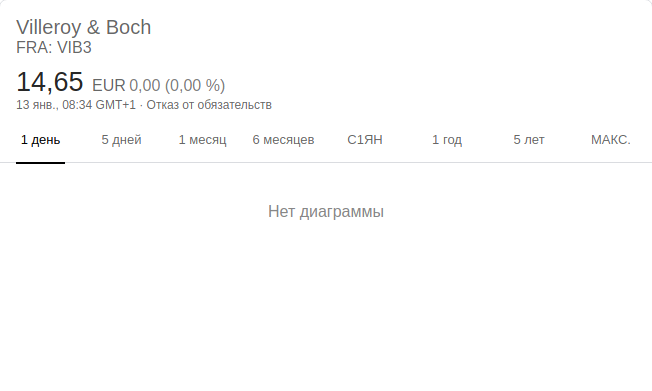 Villeroy & Boch
FRA: VIB3
14,65 EUR 0,00 (0,00 %)
13 янв., 08:34 GMT+1 · Отказ от обязательств
1 день 5 дней 1 месяц 6 месяцев С1ЯН 1 год 5 лет МАКС.
Нет диаграммы